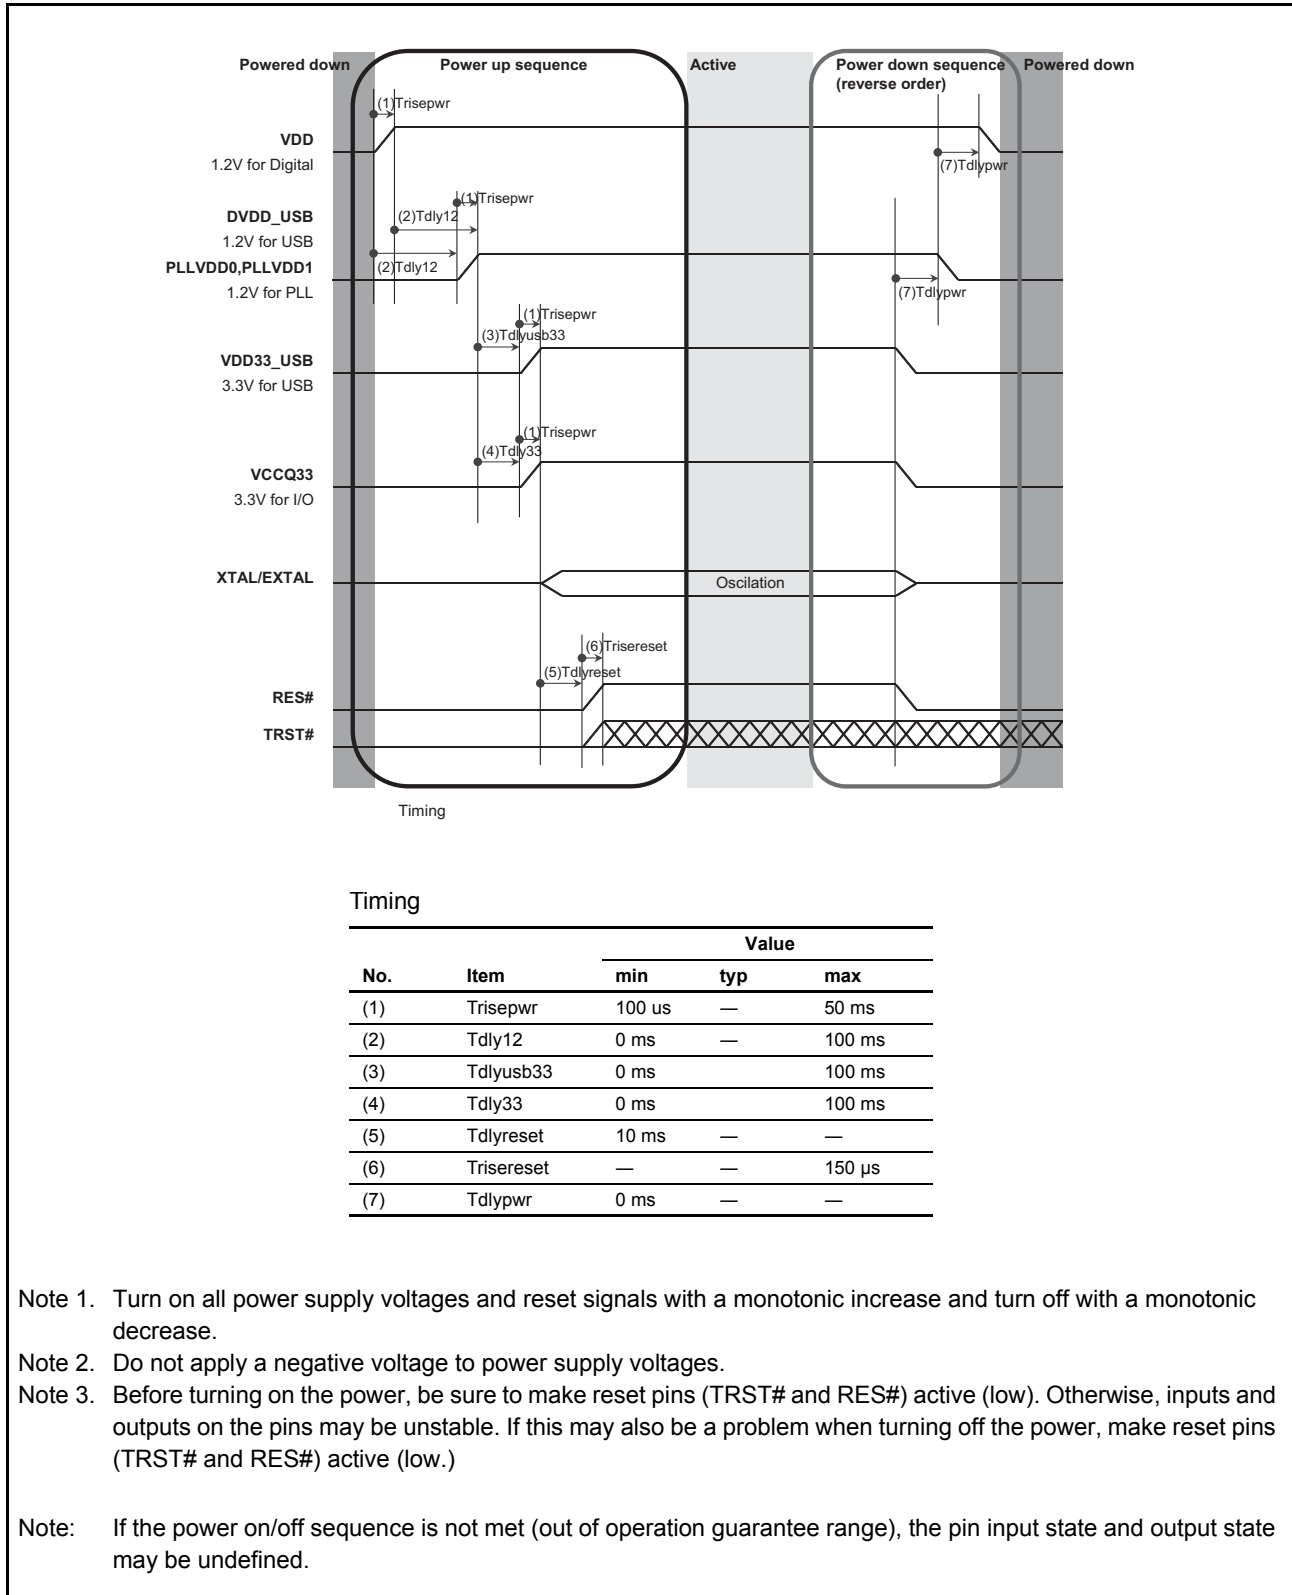 Powered down Power up sequence Active Power down sequence Powered down
(reverse order)
(1)Trisepwr
VDD
1.2V for Digital
(7)Tdlypwr
(1)Trisepwr
DVDD_USB
(2)Tdly12
1.2V for USB
PLLVDD0,PLLVDD1
(2)Tdly12
1.2V for PLL
(7)Tdlypwr
(1)Trisepwr
(3)Tdlyusb33
VDD33_USB
3.3V for USB
(1)Trisepwr
(4)Tdly33
VCCQ33
3.3V for I/O
XTAL/EXTAL
Oscilation
(6)Trisereset
(5)Tdlyreset
RES#
TRST#
Timing
Timing
Value
No. Item min typ max
(1) Trisepwr 100 us — 50 ms
(2) Tdly12 0 ms — 100 ms
(3) Tdlyusb33 0 ms 100 ms
(4) Tdly33 0 ms 100 ms
(5) Tdlyreset 10 ms — —
(6) Trisereset — — 150 µs
(7) Tdlypwr 0 ms — —
Note 1. Turn on all power supply voltages and reset signals with a monotonic increase and turn off with a monotonic
decrease.
Note 2. Do not apply a negative voltage to power supply voltages.
Note 3. Before turning on the power, be sure to make reset pins (TRST# and RES#) active (low). Otherwise, inputs and
outputs on the pins may be unstable. If this may also be a problem when turning off the power, make reset pins
(TRST# and RES#) active (low.)
Note: If the power on/off sequence is not met (out of operation guarantee range), the pin input state and output state
may be undefined.